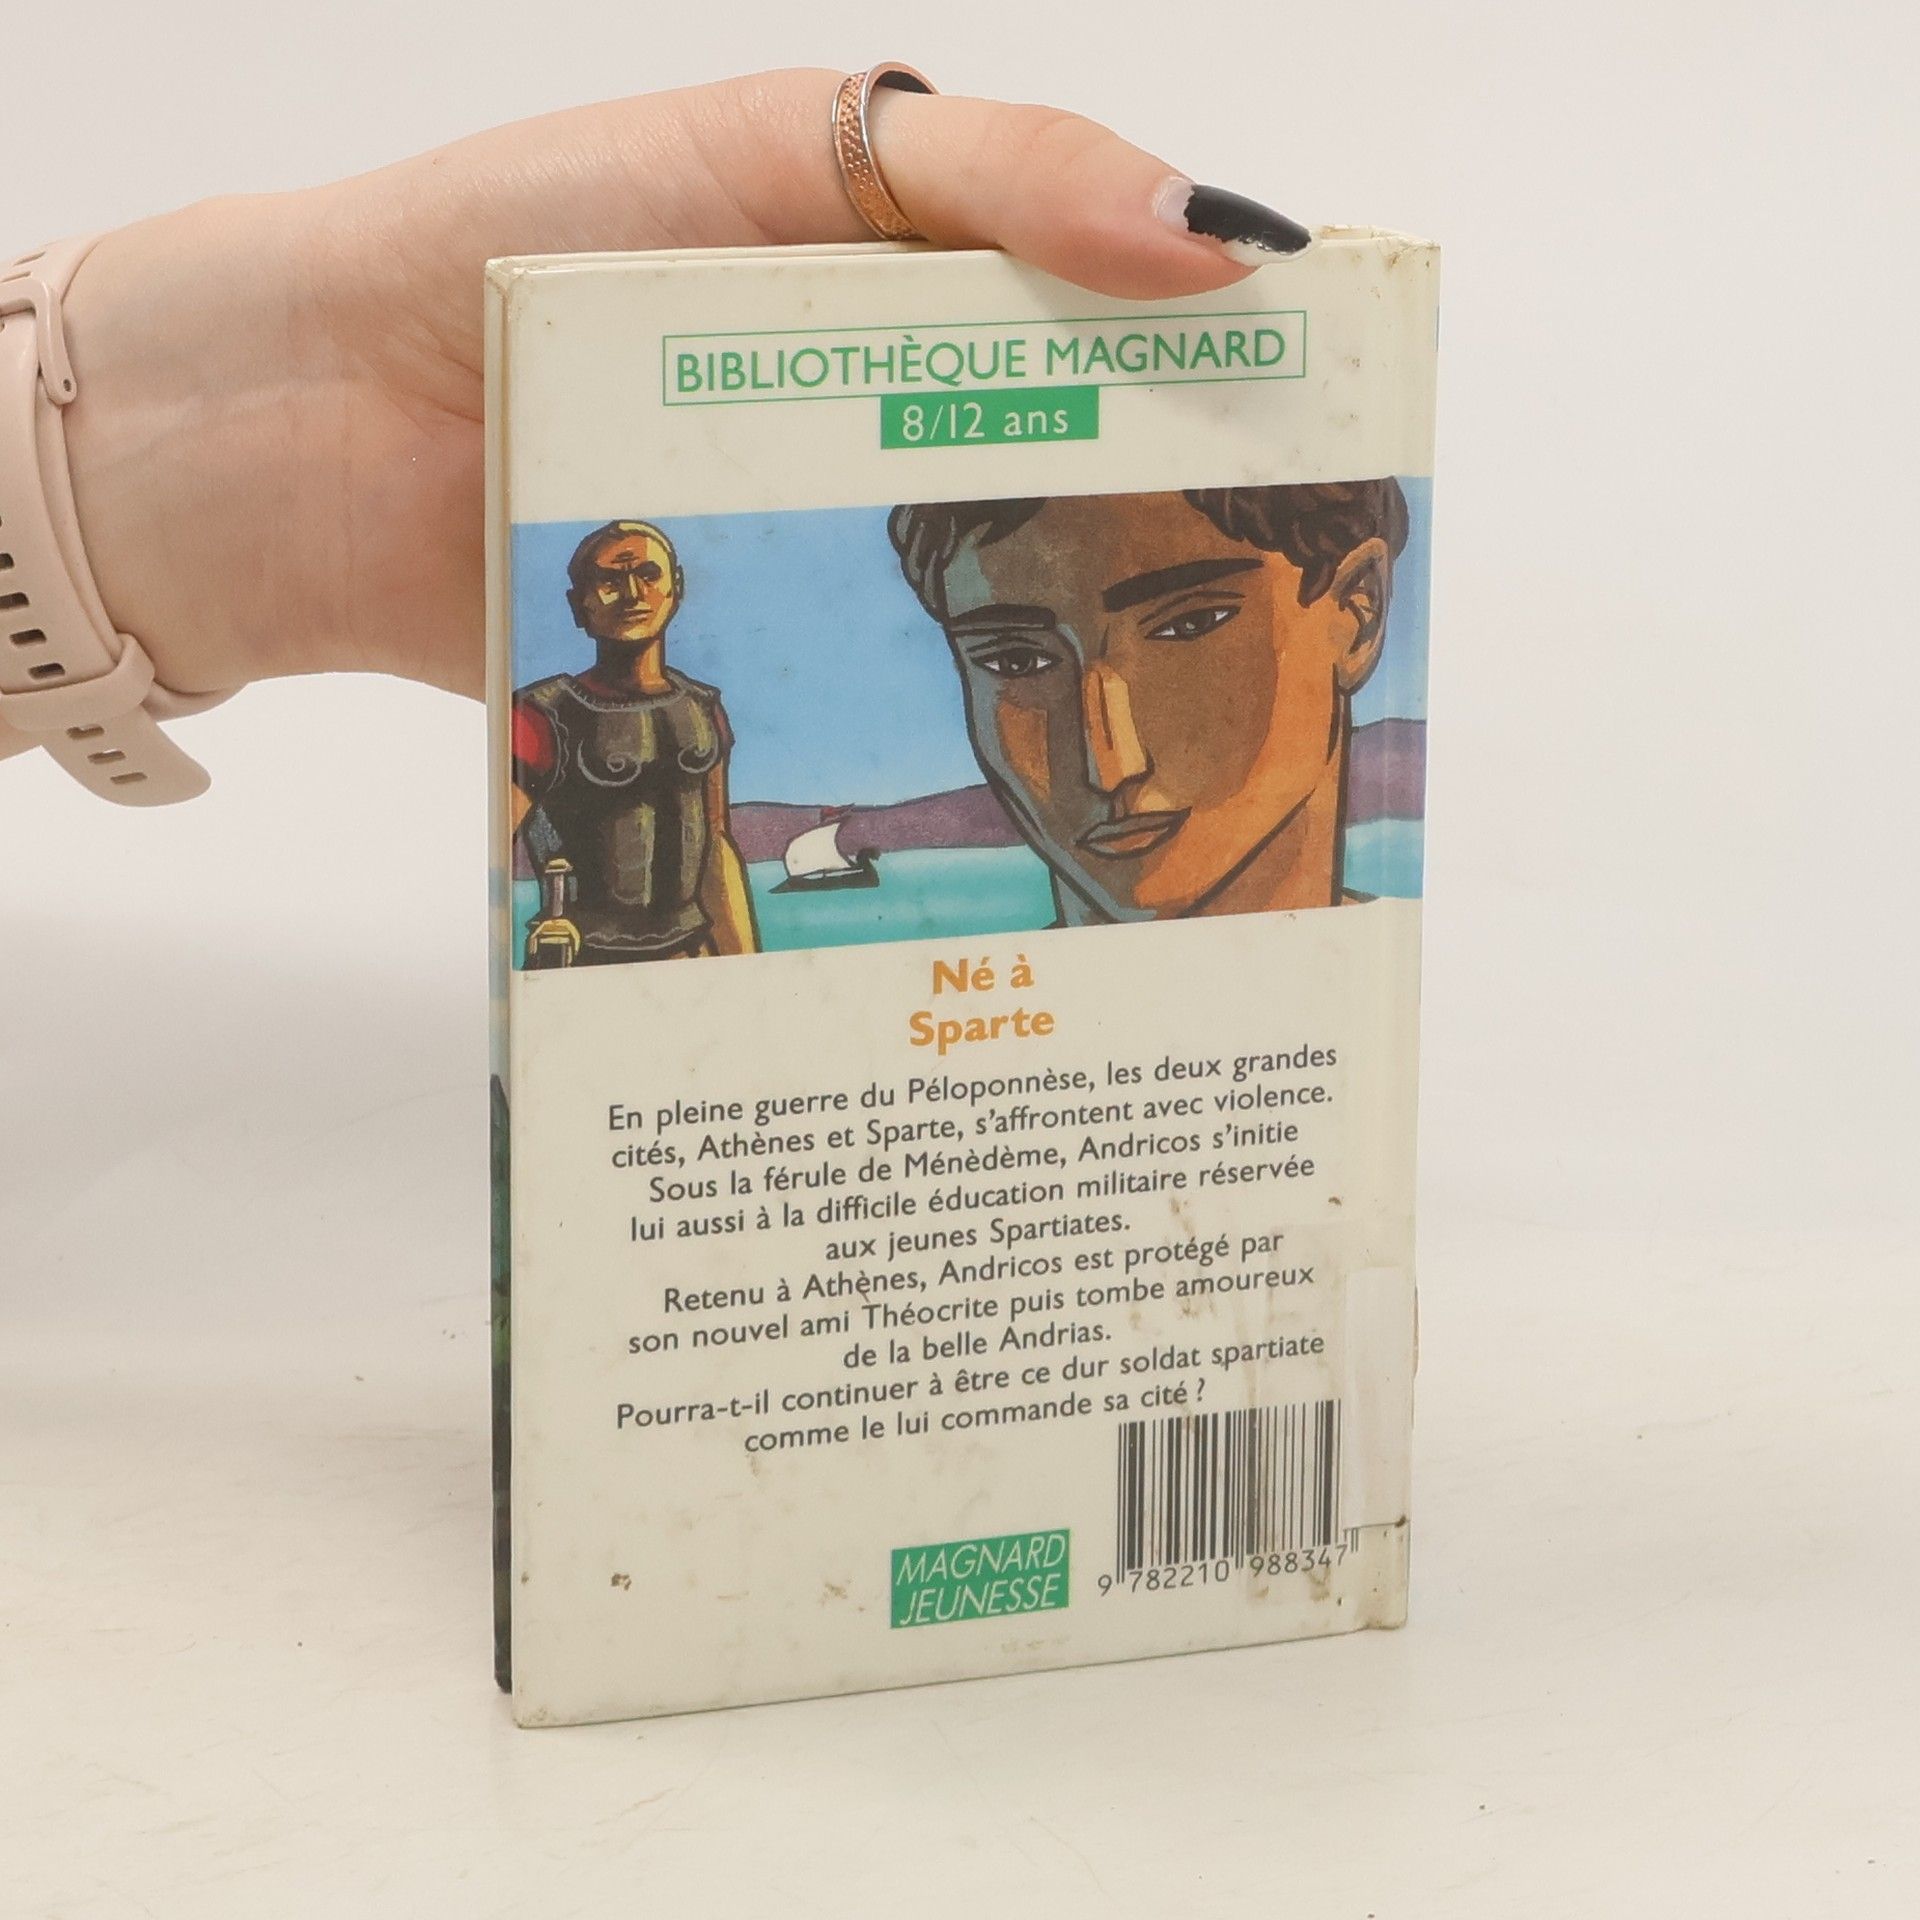 BIBLIOTHÈQUE MAGNARD
8/12 ans
Né à
Sparte
En pleine guerre du Péloponnèse, les deux grandes
cités, Athènes et Sparte, s'affrontent avec violence.
Sous la férule de Ménèdème, Andricos s'initie
lui aussi à la difficile éducation militaire réservée
aux jeunes Spartiates.
Retenu à Athènes, Andricos est protégé par
son nouvel ami Théocrite puis tombe amoureux
de la belle Andrias.
Pourra-t-il continuer à être ce dur soldat spartiate
comme le lui commande sa cité ?
MAGNARD
JEUNESSE
9 782210 988347